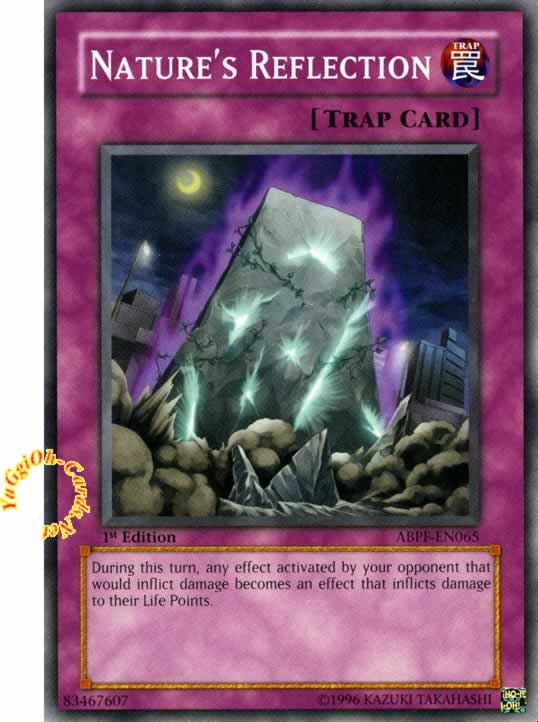 NATURE'S REFLECTION
TRAP
罠
[TRAP CARD]
YuGgiOh-Cards.Net
1st Edition
ABPF-EN065
During this turn, any effect activated by your opponent that
would inflict damage becomes an effect that inflicts damage
to their Life Points.
83467607
©1996 KAZUKI TAKAHASHI